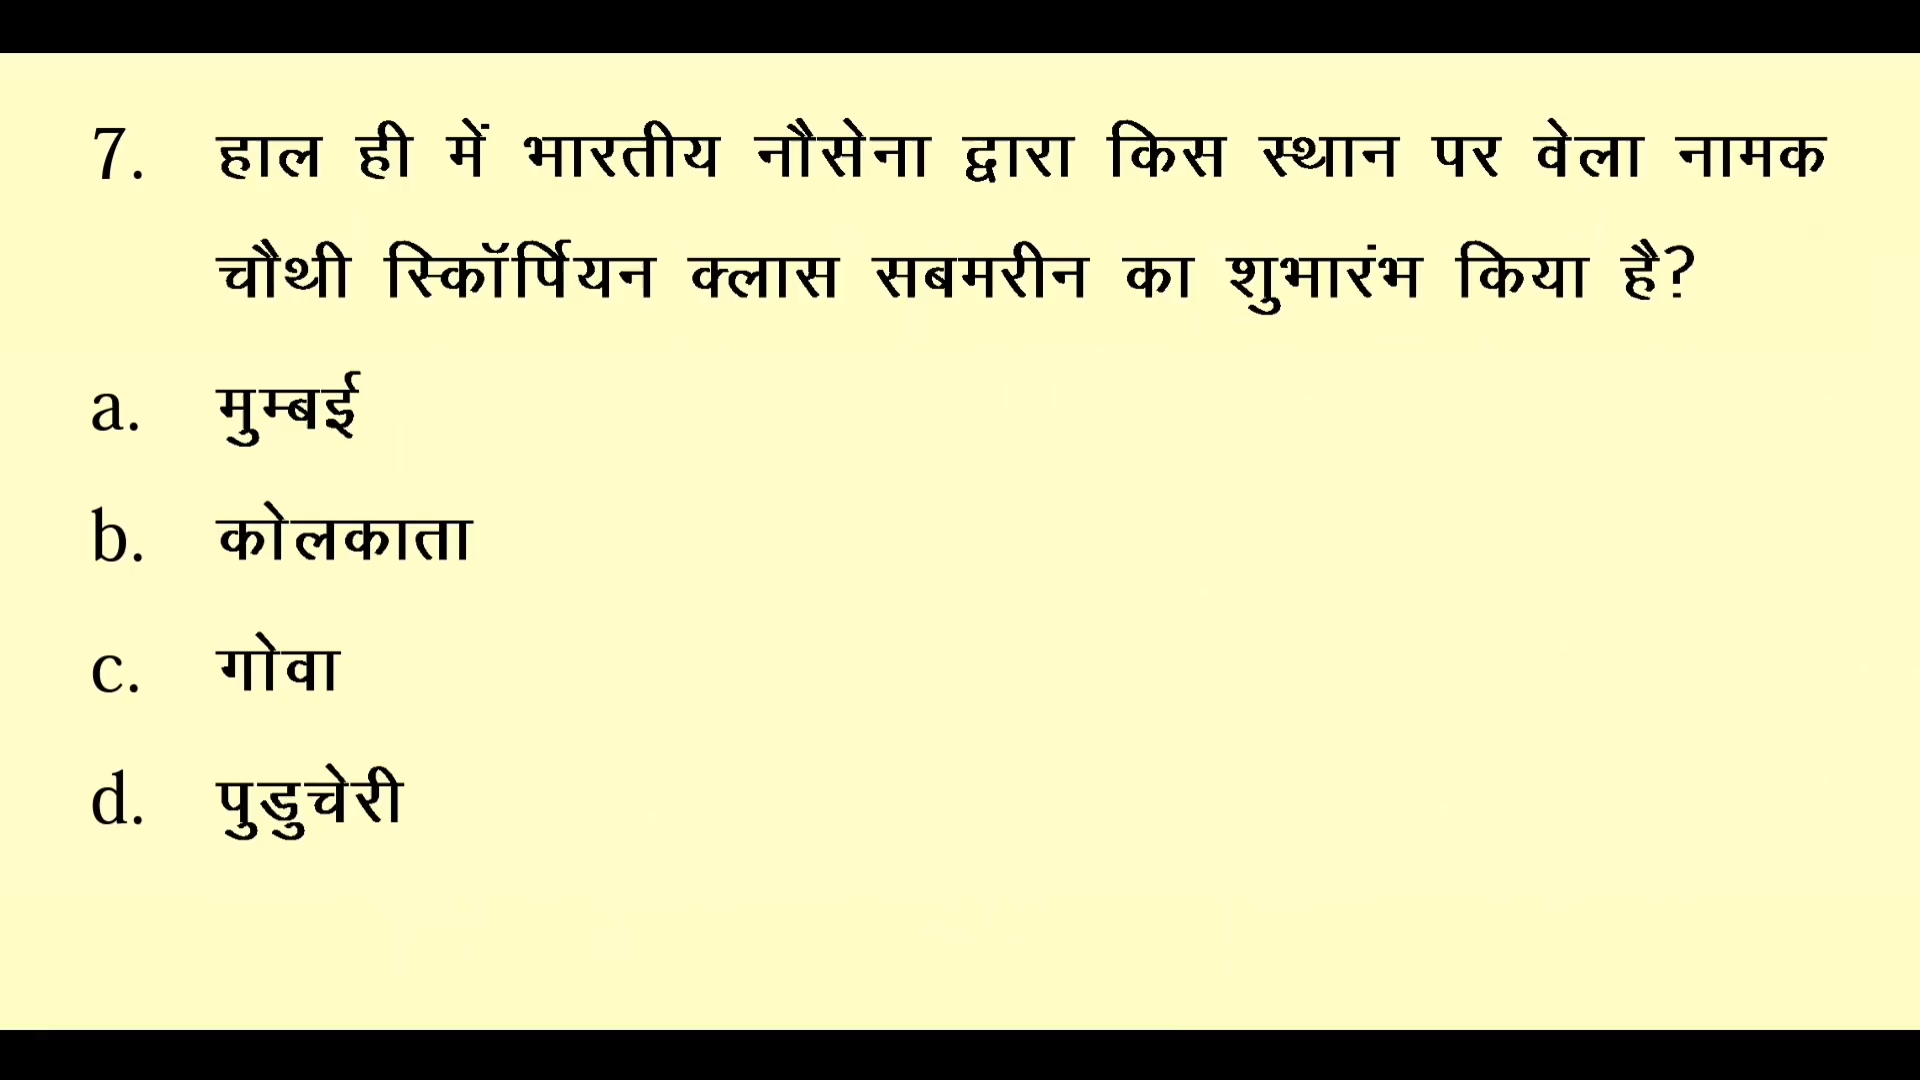 7. हाल ही में भारतीय नौसेना द्वारा किस स्थान पर वेला नामक
चौथी स्किॉर्पियन क्लास सबमरीन का शुभारंभ किया है?
a. मुम्बई
b. कोलकाता
c. गोवा
d. पुडुचेरी